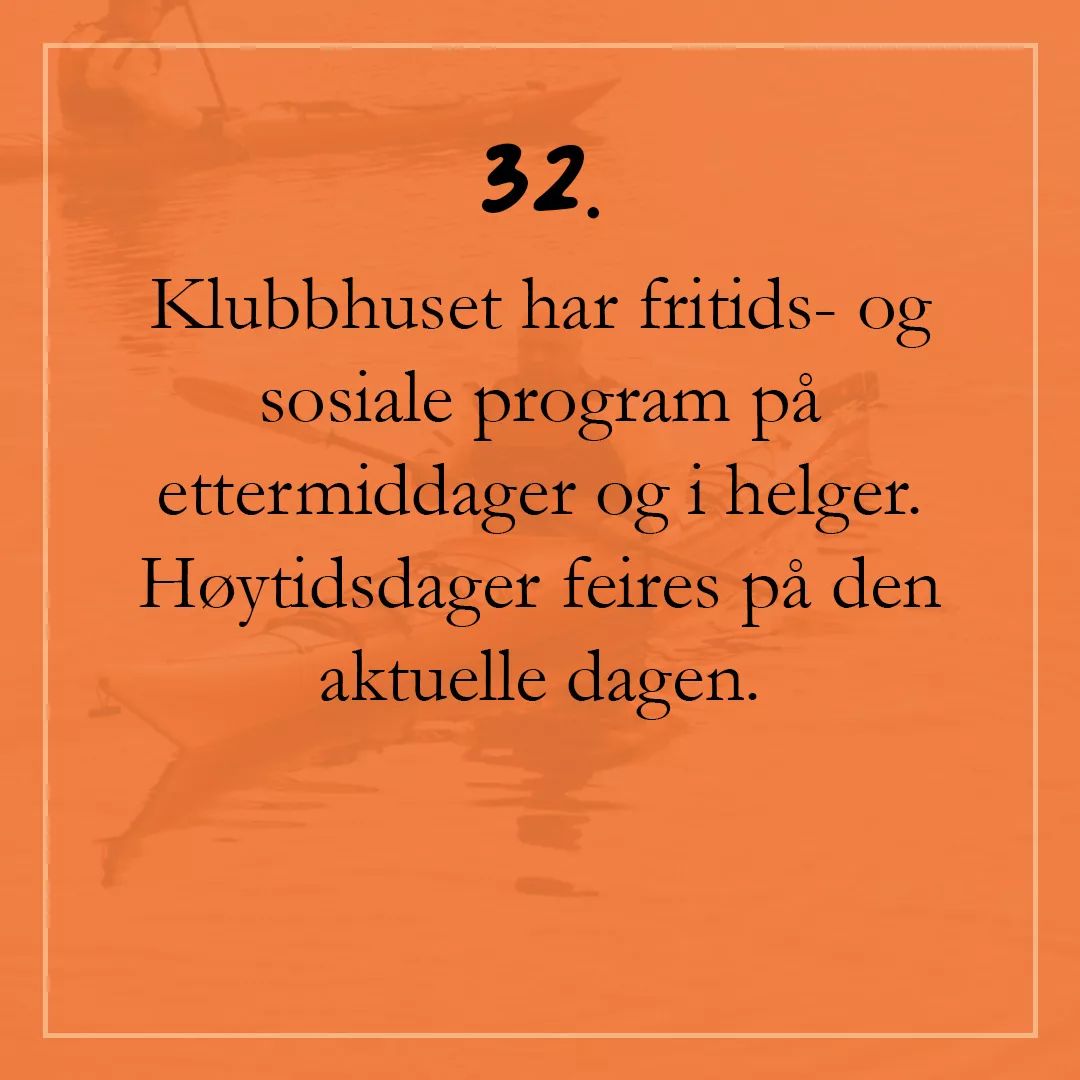 32.
Klubbhuset har fritids- og
sosiale program på
ettermiddager og i helger.
Høytidsdager feires på den
aktuelle dagen.